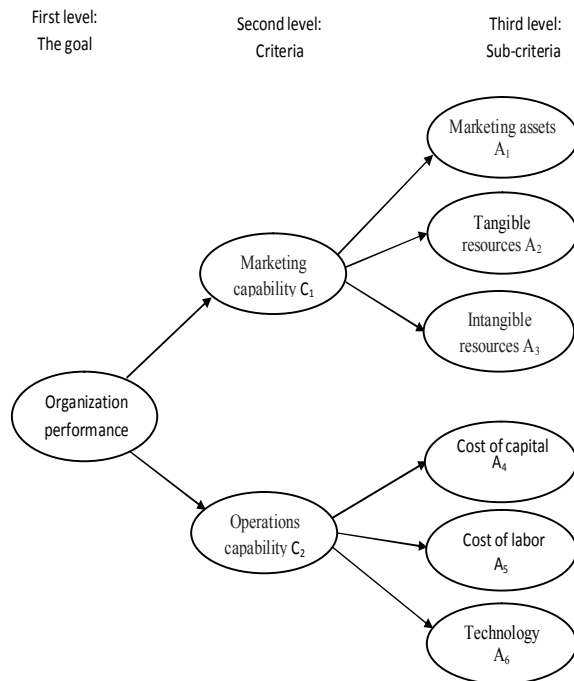 First level:
The goal
Second level:
Criteria
Third level:
Sub-criteria
Marketing assets
A₁
Tangible
resources A₂
Marketing
capability C₁
Intangible
resources A₃
Organization
performance
Cost of capital
A₄
Operations
capability C₂
Cost of labor
A₅
Technology
A₆